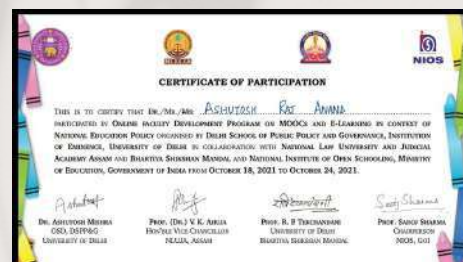 NIOS
CERTIFICATE OF PARTICIPATION
THIS IS TO CERTIFY THAT DR./MR./MRS ASHUTOSH RAJ ANAND
PARTICIPATED IN ONLINE FACULTY DEVELOPMENT PROGRAM ON MOOCS AND E-LEARNING IN CONTEXT OF
NATIONAL EDUCATION POLICY ORGANISED BY DELHI SCHOOL OF PUBLIC POLICY AND GOVERNANCE, INSTITUTION
OF EMINENCE, UNIVERSITY OF DELHI IN COLLABORATION WITH NATIONAL LAW UNIVERSITY AND JUDICIAL
ACADEMY ASSAM AND BHARTIYA SHIKSHAN MANDAL AND NATIONAL INSTITUTE OF OPEN SCHOOLING, MINISTRY
OF EDUCATION, GOVERNMENT OF INDIA FROM OCTOBER 18, 2021 TO OCTOBER 24, 2021.
DR. ASHUTOSH MISHRA
OSD, DSPP&G
UNIVERSITY OF DELHI
PROF. (DR.) V. K. AHUJA
HON'BLE VICE-CHANCELLOR
NLUJA, ASSAM
PROF.
UNIVERSITY OF DELHI
BHARTIYA SHIKSHAN MANDAL
PROF. SAROJ SHARMA
CHAIRPERSON
NIOS, GOI